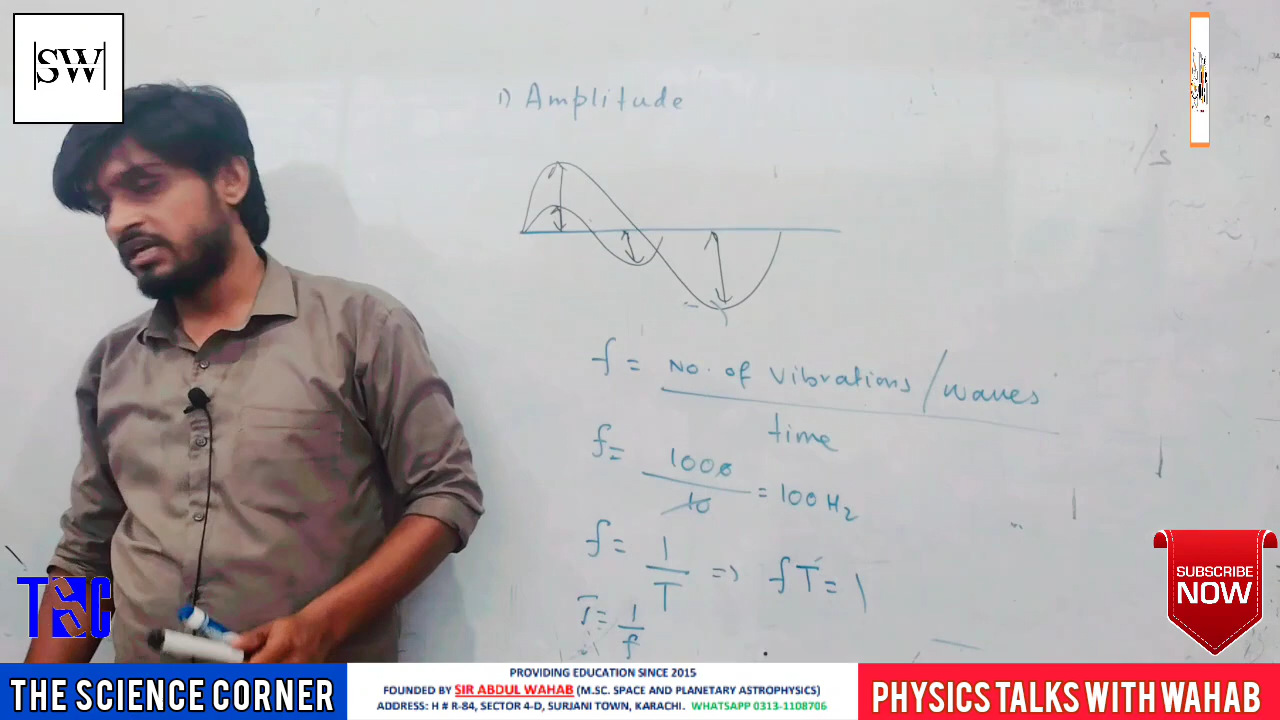 |SW|
1) Amplitude
f = No. of vibrations / waves
time
f = 1000
10
= 100 Hz
f = 1
T
=> f T = 1
T = 1
f
TSC
SUBSCRIBE
NOW
THE SCIENCE CORNER
PROVIDING EDUCATION SINCE 2015
FOUNDED BY SIR ABDUL WAHAB (M.SC. SPACE AND PLANETARY ASTROPHYSICS)
ADDRESS: H # R-84, SECTOR 4-D, SURJANI TOWN, KARACHI. WHATSAPP 0313-1108706
PHYSICS TALKS WITH WAHAB